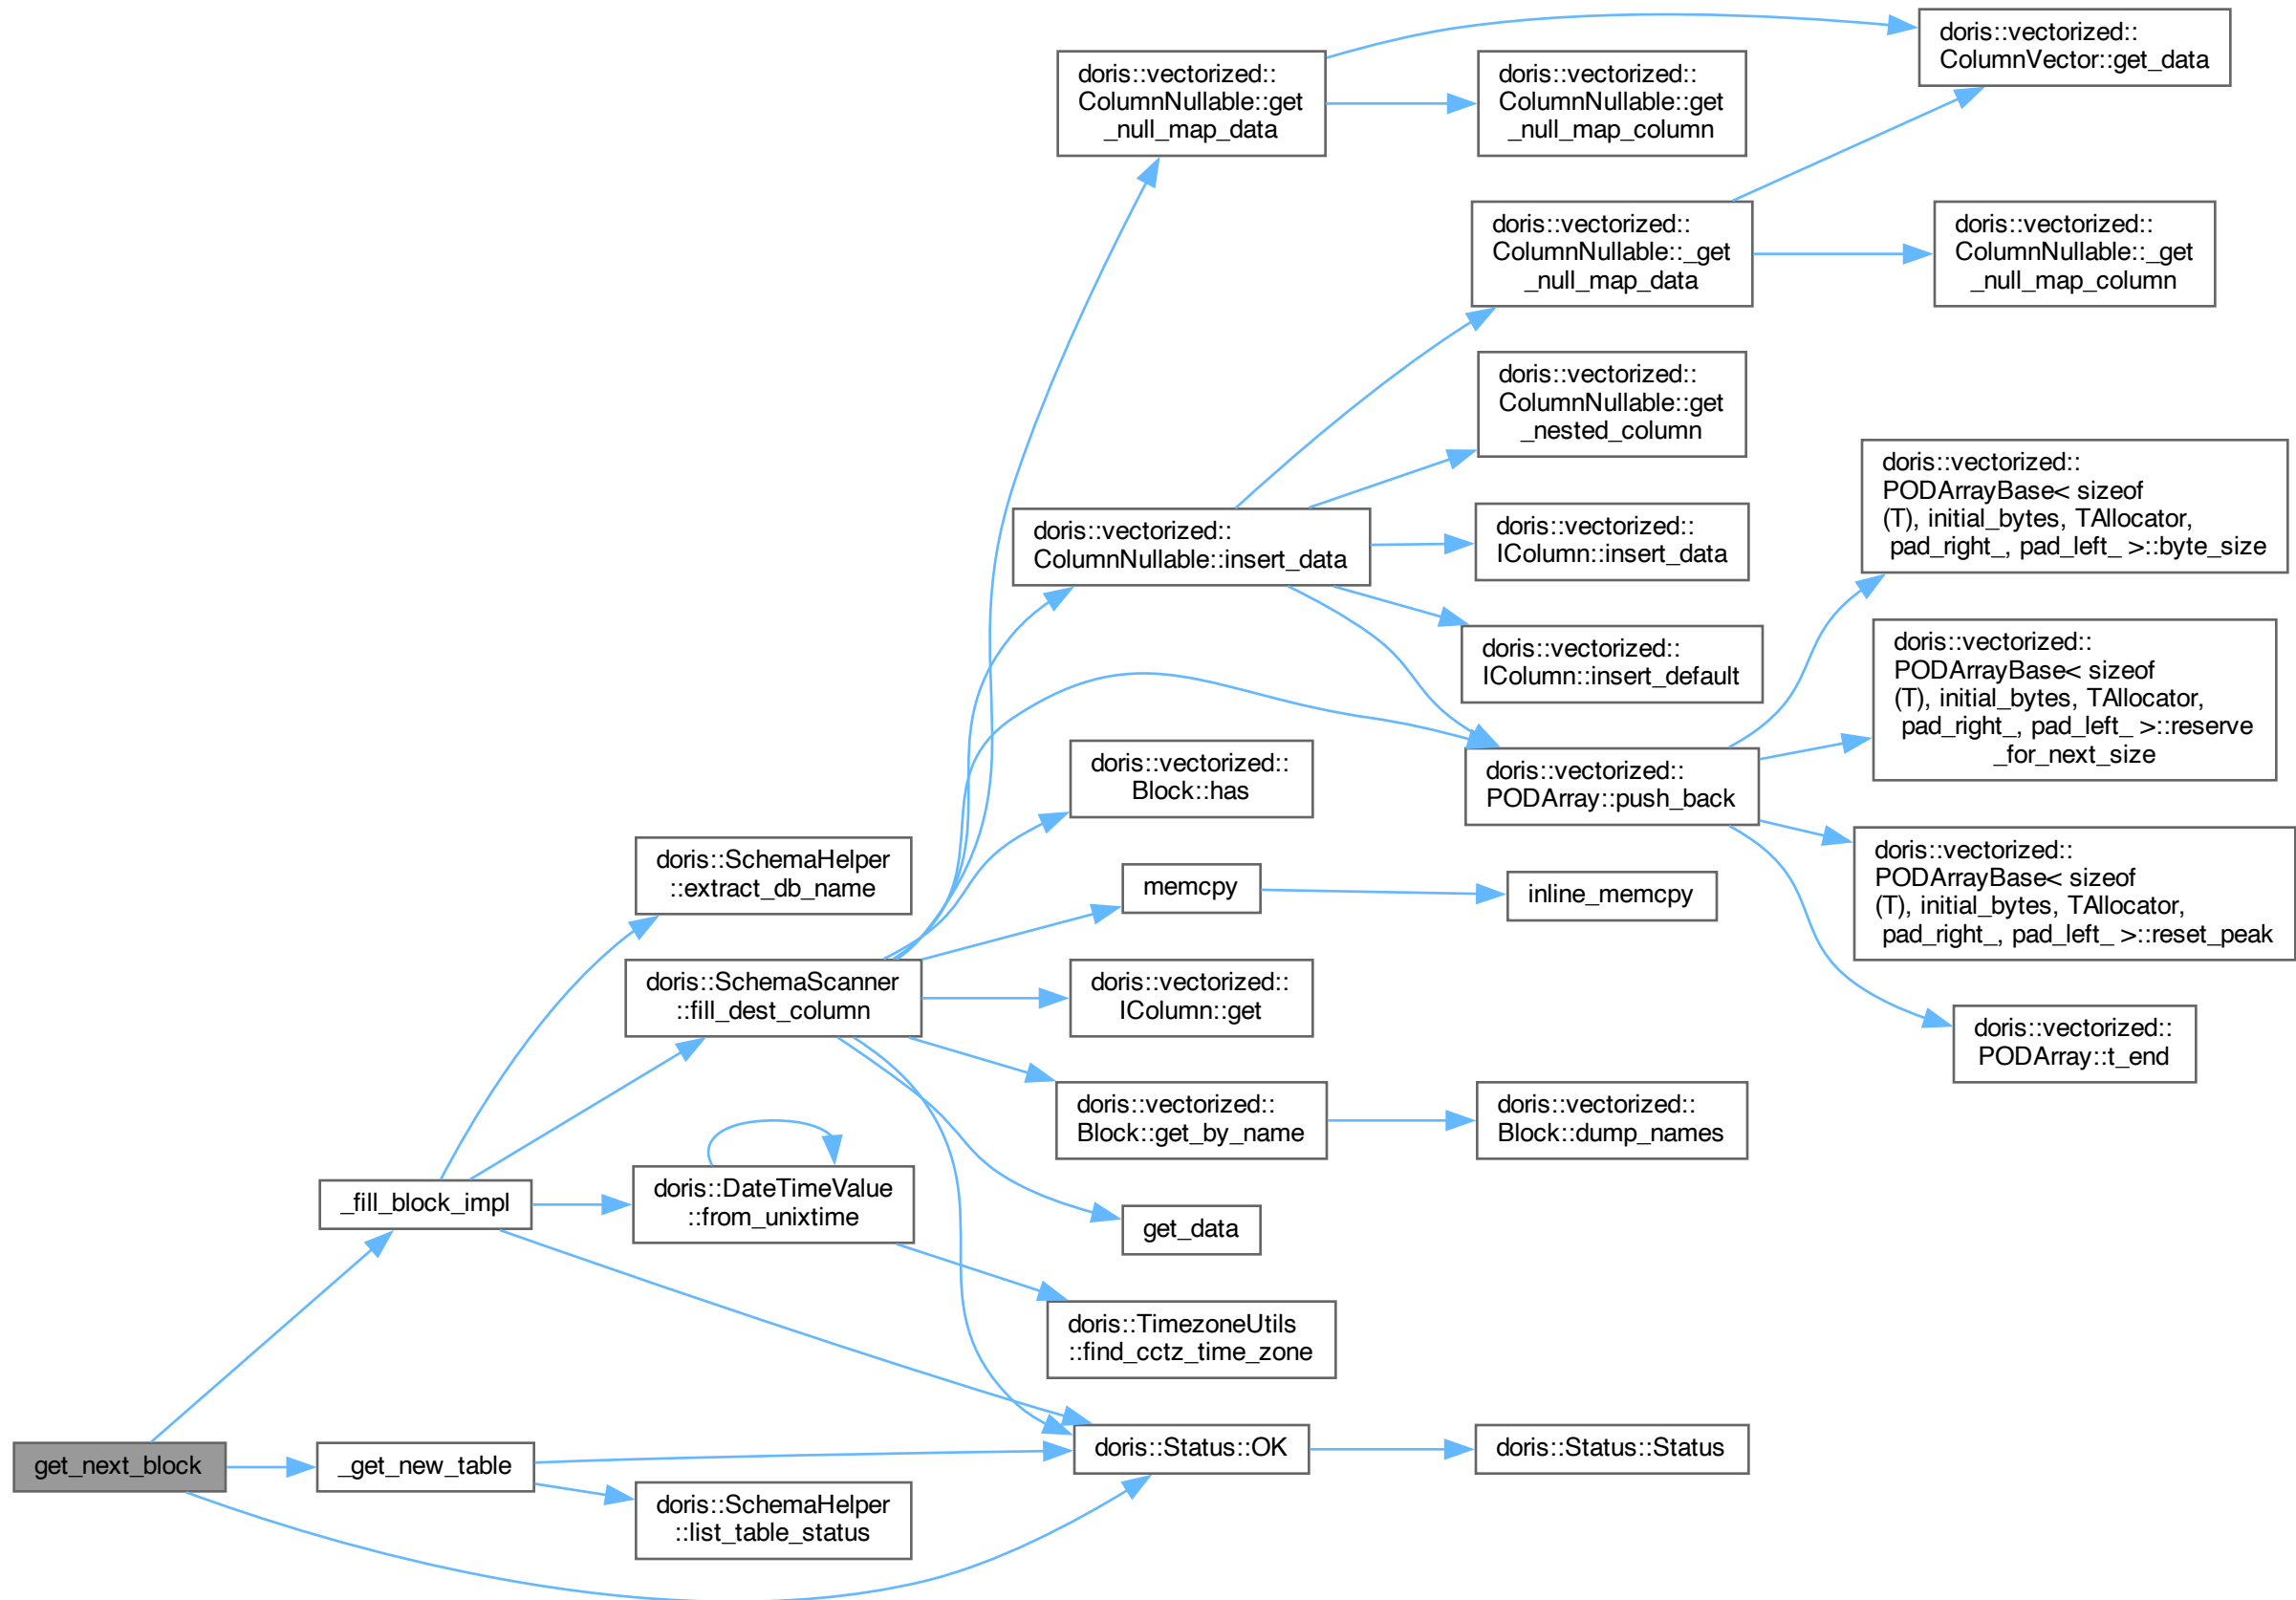 doris::vectorized::
ColumnVector::get_data
doris::vectorized::
ColumnNullable::get
_null_map_data
doris::vectorized::
ColumnNullable::get
_null_map_column
doris::vectorized::
ColumnNullable::_get
_null_map_data
doris::vectorized::
ColumnNullable::_get
_null_map_column
doris::vectorized::
ColumnNullable::get
_nested_column
doris::vectorized::
PODArrayBase< sizeof
(T), initial_bytes, TAllocator,
pad_right_, pad_left_ >::byte_size
doris::vectorized::
ColumnNullable::insert_data
doris::vectorized::
IColumn::insert_data
doris::vectorized::
IColumn::insert_default
doris::vectorized::
PODArrayBase< sizeof
(T), initial_bytes, TAllocator,
pad_right_, pad_left_ >::reserve
_for_next_size
doris::vectorized::
Block::has
doris::vectorized::
PODArray::push_back
doris::SchemaHelper
::extract_db_name
memcpy
inline_memcpy
doris::vectorized::
PODArrayBase< sizeof
(T), initial_bytes, TAllocator,
pad_right_, pad_left_ >::reset_peak
doris::SchemaScanner
::fill_dest_column
doris::vectorized::
IColumn::get
doris::vectorized::
PODArray::t_end
doris::vectorized::
Block::get_by_name
doris::vectorized::
Block::dump_names
_fill_block_impl
doris::DateTimeValue
::from_unixtime
get_data
doris::TimezoneUtils
::find_cctz_time_zone
get_next_block
_get_new_table
doris::Status::OK
doris::Status::Status
doris::SchemaHelper
::list_table_status